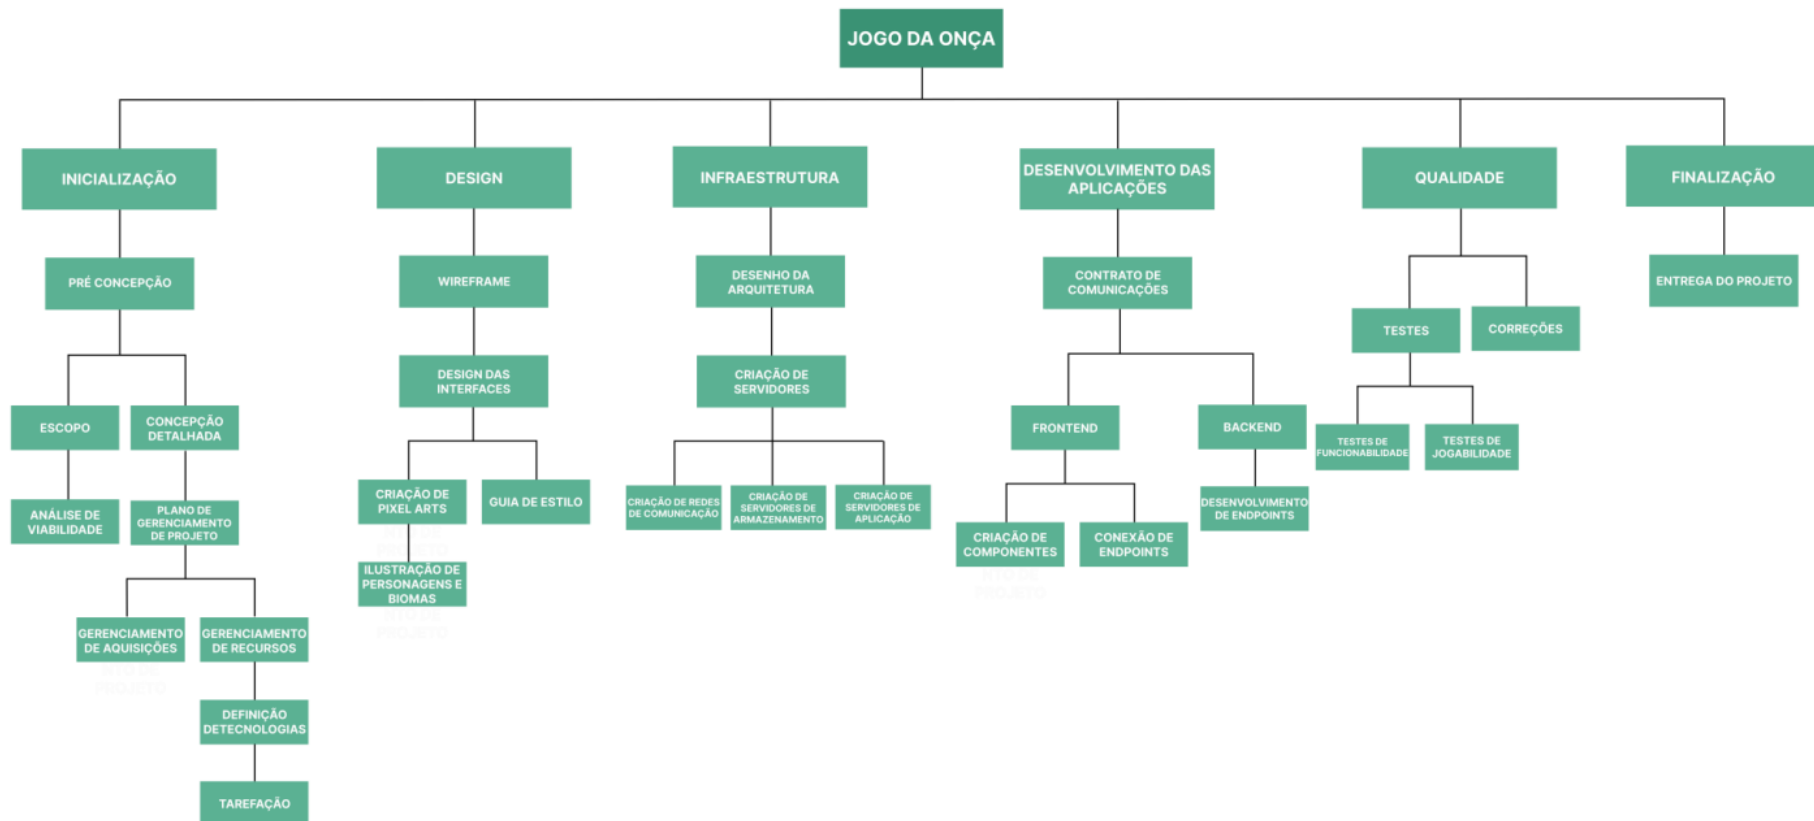 JOGO DA ONÇA
INICIALIZAÇÃO
DESIGN
INFRAESTRUTURA
DESENVOLVIMENTO DAS
APLICAÇÕES
QUALIDADE
FINALIZAÇÃO
PRÉ CONCEPÇÃO
WIREFRAME
DESENHO DA
ARQUITETURA
CONTRATO DE
COMUNICAÇÕES
ENTREGA DO PROJETO
TESTES
CORREÇÕES
DESIGN DAS
INTERFACES
CRIAÇÃO DE
SERVIDORES
ESCOPO
CONCEPÇÃO
DETALHADA
FRONTEND
BACKEND
TESTES DE
FUNCIONABILIDADE
TESTES DE
JOGABILIDADE
CRIAÇÃO DE
PIXEL ARTS
GUIA DE ESTILO
CRIAÇÃO DE REDES
DE COMUNICAÇÃO
CRIAÇÃO DE
SERVIDORES DE
ARMAZENAMENTO
CRIAÇÃO DE
SERVIDORES DE
APLICAÇÃO
DESENVOLVIMENTO
DE ENDPOINTS
ANÁLISE DE
VIABILIDADE
PLANO DE
GERENCIAMENTO
DE PROJETO
CRIAÇÃO DE
COMPONENTES
CONEXÃO DE
ENDPOINTS
PROJETO
ILUSTRAÇÃO DE
PERSONAGENS E
BIOMAS
PROJETO
PROJETO
GERENCIAMENTO
DE AQUISIÇÕES
GERENCIAMENTO
DE RECURSOS
PROJETO
DEFINIÇÃO
DETECNOLOGIAS
TAREFAÇÃO